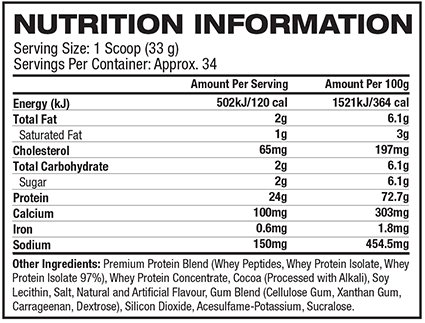 NUTRITION INFORMATION
Serving Size: 1 Scoop (33 g)
Servings Per Container: Approx. 34
Amount Per Serving Amount Per 100g
Energy (kJ) 502kJ/120 cal 1521kJ/364 cal
Total Fat 2g 6.1g
Saturated Fat 1g 3g
Cholesterol 65mg 197mg
Total Carbohydrate 2g 6.1g
Sugar 2g 6.1g
Protein 24g 72.7g
Calcium 100mg 303mg
Iron 0.6mg 1.8mg
Sodium 150mg 454.5mg
Other Ingredients: Premium Protein Blend (Whey Peptides, Whey Protein Isolate, Whey
Protein Isolate 97%), Whey Protein Concentrate, Cocoa (Processed with Alkali), Soy
Lecithin, Salt, Natural and Artificial Flavour, Gum Blend (Cellulose Gum, Xanthan Gum,
Carrageenan, Dextrose), Silicon Dioxide, Acesulfame-Potassium, Sucralose.